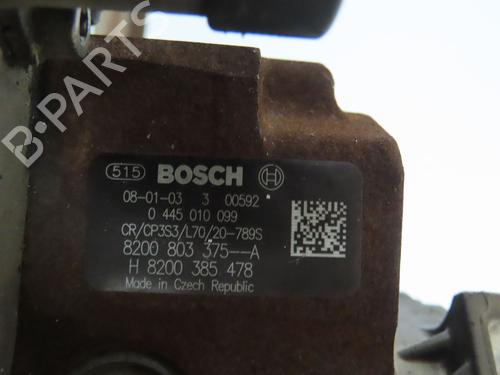 B-PARTS
515 BOSCH
08-01-03 3 00592
0 445 010 099
CR/CP3S3/L70/20-789S
8200 803 375--A
H 8200 385 478
Made in Czech Republic